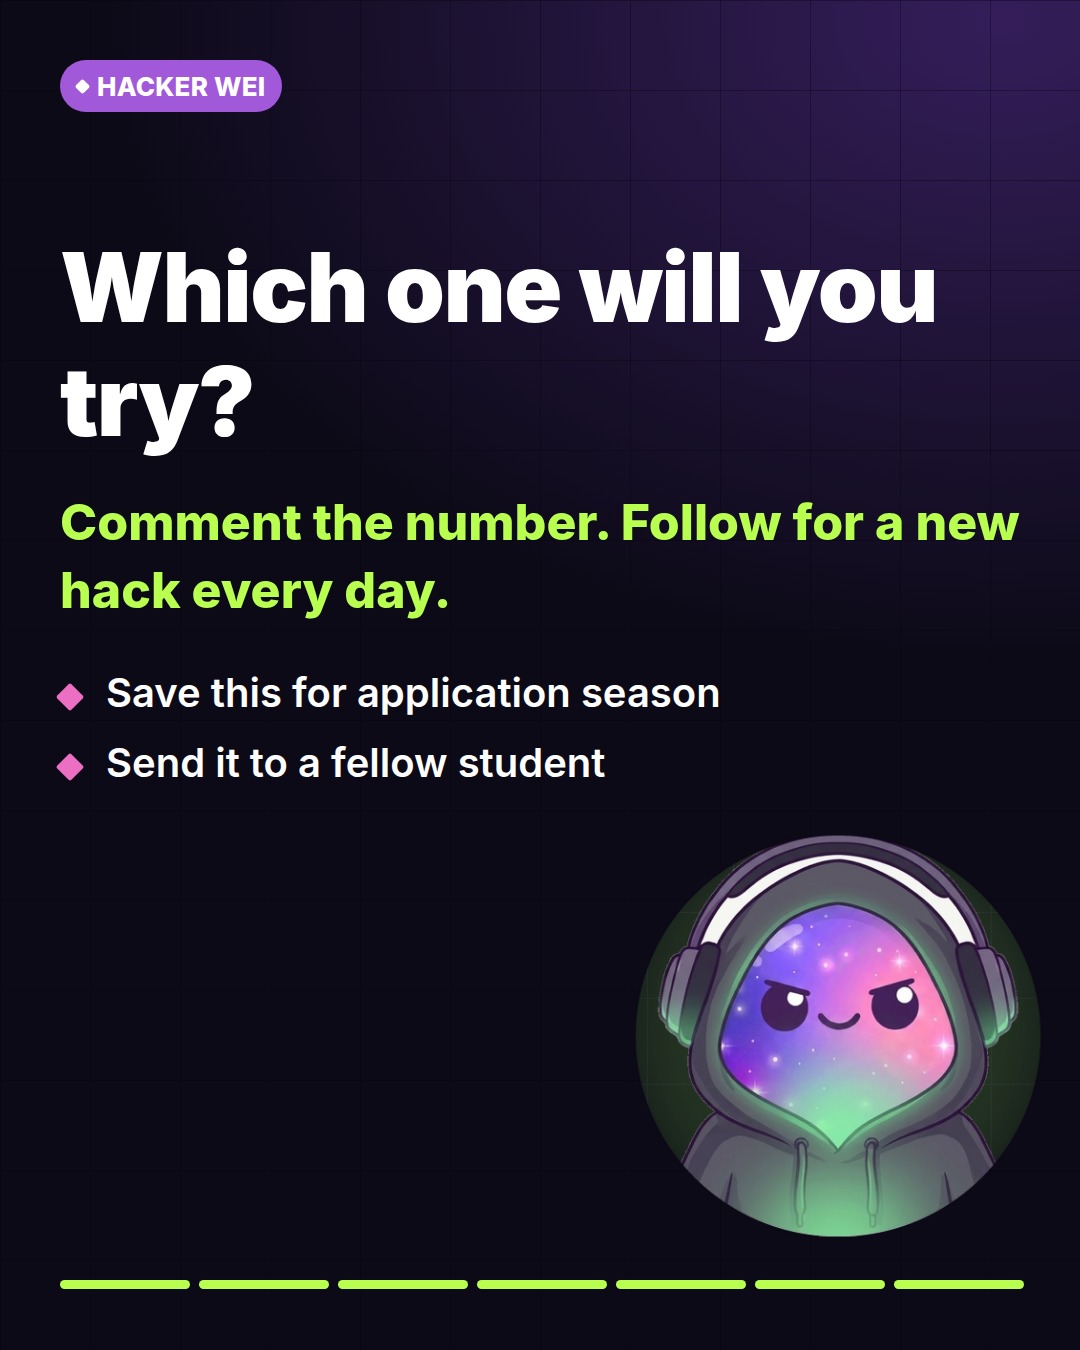 HACKER WEI
Which one will you
try?
Comment the number. Follow for a new
hack every day.
Save this for application season
Send it to a fellow student